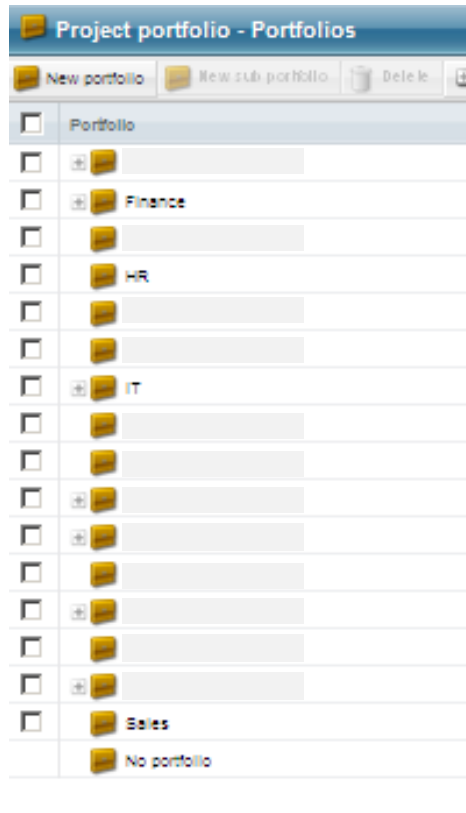 Project portfolio - Portfolios
New portfolio New sub portfolio Delete
Portfolio
Finance
HR
IT
Sales
No portfolio